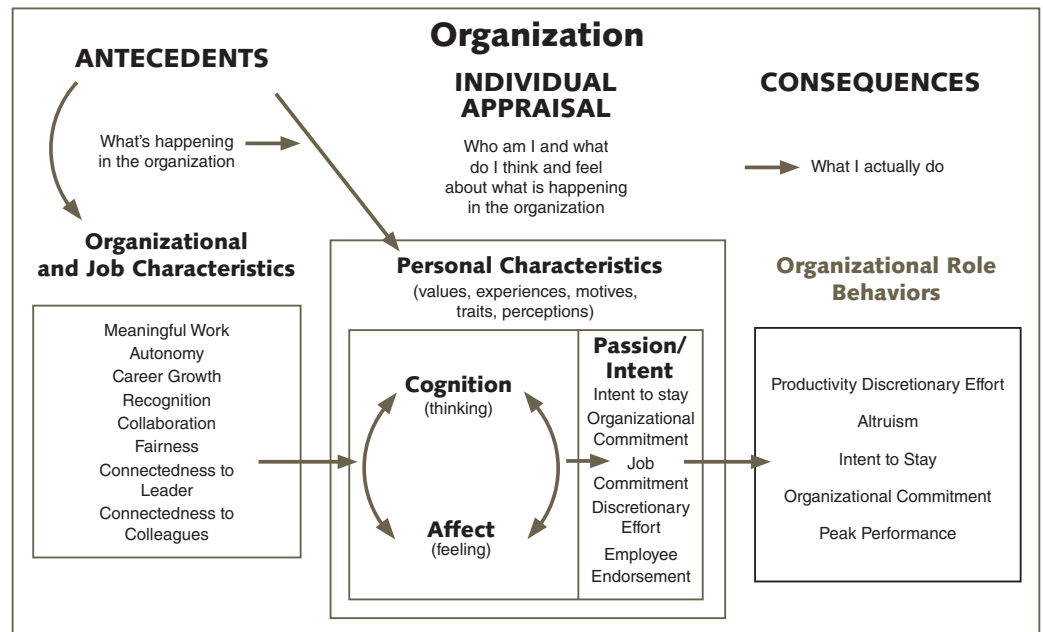 Organization
ANTECEDENTS
What's happening
in the organization
Organizational
and Job Characteristics
Meaningful Work
Autonomy
Career Growth
Recognition
Collaboration
Fairness
Connectedness to
Leader
Connectedness to
Colleagues
INDIVIDUAL
APPRAISAL
Who am I and what
do I think and feel
about what is happening
in the organization
Personal Characteristics
(values, experiences, motives,
traits, perceptions)
Cognition
(thinking)
Affect
(feeling)
Passion/
Intent
Intent to stay
Organizational
Commitment
Job
Commitment
Discretionary
Effort
Employee
Endorsement
CONSEQUENCES
What I actually do
Organizational Role
Behaviors
Productivity Discretionary Effort
Altruism
Intent to Stay
Organizational Commitment
Peak Performance